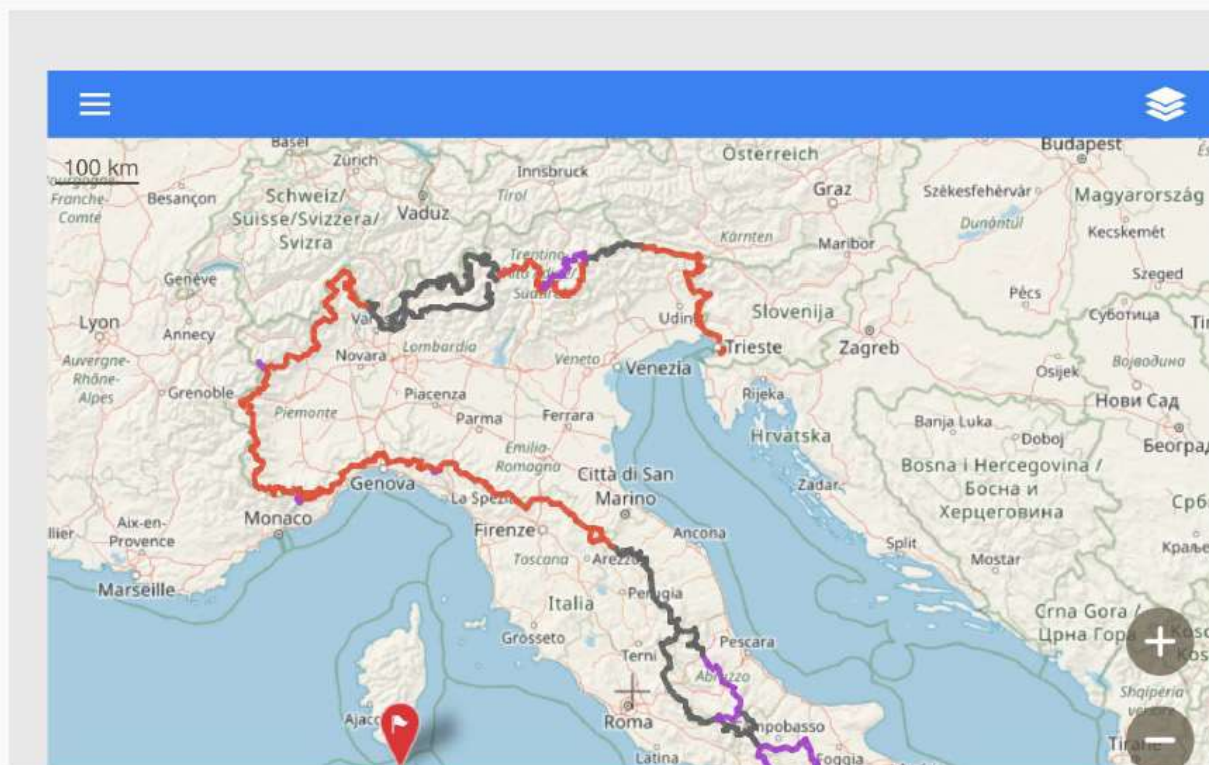 Basel
Budapest
Österreich
100 km
Zürich
Innsbruck
Franche-
Comté
Besançon
Schweiz/
Suisse/Svizzera/
Svizra
Vaduz
Tirol
Graz
Székesfehérvár
Magyarország
Dunántúl
Kecskemét
Kärnten
Maribor
Trentino
Genève
Szeged
Lyon
Annecy
Udine
Slovenija
Pécs
Суботица
Novara
Lombardia
Veneto
Venezia
Trieste
Zagreb
Војводина
Auvergne-
Rhône-
Alpes
Grenoble
Piacenza
Rijeka
Osijek
Piemonte
Parma
Ferrara
Нови Сад
Hrvatska
Banja Luka
Doboj
Београд
Emilia-
Romagna
Bosna i Hercegovina /
Босна и
Херцеговина
Genova
Città di San
Marino
Zadar
La Spezia
Monaco
Aix-en-
Provence
Firenze
Ancona
Split
Toscana
Arezzo
Mostar
Marseille
Italia
Perugia
Crna Gora /
Црна Гора
Grosseto
Terni
Pescara
Abruzzo
Shqipëria
Roma
Latina
Foggia